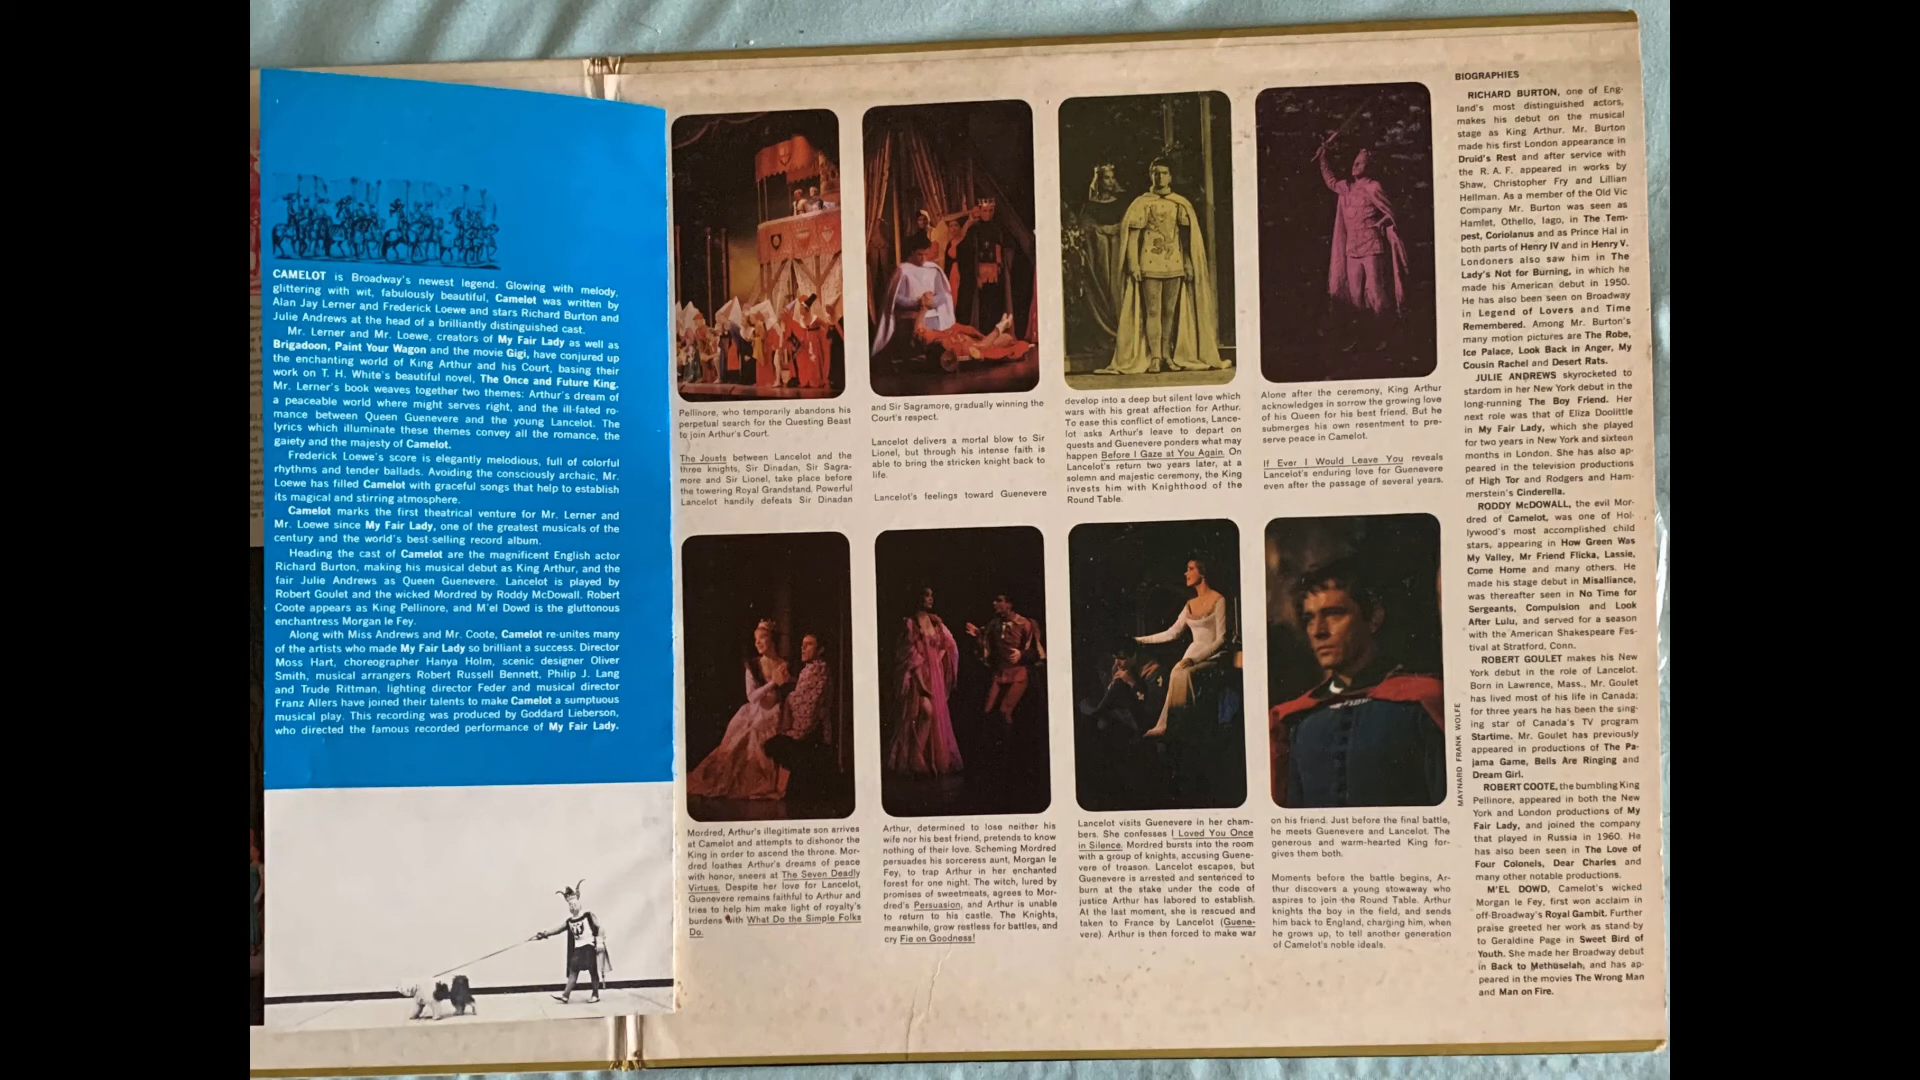 CAMELOT is Broadway's newest legend. Glowing with melody,
glittering with wit, fabulously beautiful, Camelot was written by
Alan Jay Lerner and Frederick Loewe and stars Richard Burton and
Julie Andrews at the head of a brilliantly distinguished cast.
Mr. Lerner and Mr. Loewe, creators of My Fair Lady as well as
Brigadoon, Paint Your Wagon and the movie Gigi, have conjured up
the enchanting world of King Arthur and his Court, basing their
work on T. H. White's beautiful novel, The Once and Future King.
Mr. Lerner's book weaves together two themes: Arthur's dream of
a peaceable world where might serves right, and the ill-fated ro-
mance between Queen Guenevere and the young Lancelot. The
lyrics which illuminate these themes convey all the romance, the
gaiety and the majesty of Camelot.
Frederick Loewe's score is elegantly melodious, full of colorful
rhythms and tender ballads. Avoiding the consciously archaic, Mr.
Loewe has filled Camelot with graceful songs that help to establish
its magical and stirring atmosphere.
Camelot marks the first theatrical venture for Mr. Lerner and
Mr. Loewe since My Fair Lady, one of the greatest musicals of the
century and the world's best-selling record album.
Heading the cast of Camelot are the magnificent English actor
Richard Burton, making his musical debut as King Arthur, and the
fair Julie Andrews as Queen Guenevere. Lancelot is played by
Robert Goulet and the wicked Mordred by Roddy McDowall. Robert
Coote appears as King Pellinore, and M'el Dowd is the gluttonous
enchantress Morgan le Fey.
Along with Miss Andrews and Mr. Coote, Camelot re-unites many
of the artists who made My Fair Lady so brilliant a success. Director
Moss Hart, choreographer Hanya Holm, scenic designer Oliver
Smith, musical arrangers Robert Russell Bennett, Philip J. Lang
and Trude Rittman, lighting director Feder and musical director
Franz Allers have joined their talents to make Camelot a sumptuous
musical play. This recording was produced by Goddard Lieberson,
who directed the famous recorded performance of My Fair Lady.
Pellinore, who temporarily abandons his
perpetual search for the Questing Beast
to join Arthur's Court.
The Jousts between Lancelot and the
three knights, Sir Dinadan, Sir Sagra-
more and Sir Lionel, take place before
the towering Royal Grandstand. Powerful
Lancelot handily defeats Sir Dinadan
and Sir Sagramore, gradually winning the
Court's respect.
Lancelot delivers a mortal blow to Sir
Lionel, but through his intense faith is
able to bring the stricken knight back to
life.
Lancelot's feelings toward Guenevere
develop into a deep but silent love which
wars with his great affection for Arthur.
To ease this conflict of emotions, Lance-
lot asks Arthur's leave to depart on
quests and Guenevere ponders what may
happen Before I Gaze at You Again. On
Lancelot's return two years later, at a
solemn and majestic ceremony, the King
invests him with Knighthood of the
Round Table.
Alone after the ceremony, King Arthur
acknowledges in sorrow the growing love
of his Queen for his best friend. But he
submerges his own resentment to pre-
serve peace in Camelot.
If Ever I Would Leave You reveals
Lancelot's enduring love for Guenevere
even after the passage of several years.
Mordred, Arthur's illegitimate son arrives
at Camelot and attempts to dishonor the
King in order to ascend the throne. Mor-
dred loathes Arthur's dreams of peace
with honor, sneers at The Seven Deadly
Virtues. Despite her love for Lancelot,
Guenevere remains faithful to Arthur and
tries to help him make light of royalty's
burdens with What Do the Simple Folks
Do.
Arthur, determined to lose neither his
wife nor his best friend, pretends to know
nothing of their love. Scheming Mordred
persuades his sorceress aunt, Morgan le
Fey, to trap Arthur in her enchanted
forest for one night. The witch, lured by
promises of sweetmeats, agrees to Mor-
dred's Persuasion, and Arthur is unable
to return to his castle. The Knights,
meanwhile, grow restless for battles, and
cry Fie on Goodness!
Lancelot visits Guenevere in her cham-
bers. She confesses I Loved You Once
in Silence. Mordred bursts into the room
with a group of knights, accusing Guene-
vere of treason. Lancelot escapes, but
Guenevere is arrested and sentenced to
burn at the stake under the code of
justice Arthur has labored to establish.
At the last moment, she is rescued and
taken to France by Lancelot (Guene-
vere). Arthur is then forced to make war
on his friend. Just before the final battle,
he meets Guenevere and Lancelot. The
generous and warm-hearted King for-
gives them both.
Moments before the battle begins, Ar-
thur discovers a young stowaway who
aspires to join the Round Table. Arthur
knights the boy in the field, and sends
him back to England, charging him, when
he grows up, to tell another generation
of Camelot's noble ideals.
MAYNARD FRANK WOLFE
BIOGRAPHIES
RICHARD BURTON, one of Eng-
land's most distinguished actors,
makes his debut on the musical
stage as King Arthur. Mr. Burton
made his first London appearance in
Druid's Rest and after service with
the R. A. F. appeared in works by
Shaw, Christopher Fry and Lillian
Hellman. As a member of the Old Vic
Company Mr. Burton was seen as
Hamlet, Othello, Iago, in The Tem-
pest, Coriolanus and as Prince Hal in
both parts of Henry IV and in Henry V.
Londoners also saw him in The
Lady's Not for Burning, in which he
made his American debut in 1950.
He has also been seen on Broadway
in Legend of Lovers and Time
Remembered. Among Mr. Burton's
many motion pictures are The Robe,
Ice Palace, Look Back in Anger, My
Cousin Rachel and Desert Rats.
JULIE ANDREWS skyrocketed to
stardom in her New York debut in the
long-running The Boy Friend. Her
next role was that of Eliza Doolittle
in My Fair Lady, which she played
for two years in New York and sixteen
months in London. She has also ap-
peared in the television productions
of High Tor and Rodgers and Ham-
merstein's Cinderella.
RODDY McDOWALL, the evil Mor-
dred of Camelot, was one of Hol-
lywood's most accomplished child
stars, appearing in How Green Was
My Valley, Mr Friend Flicka, Lassie,
Come Home and many others. He
made his stage debut in Misalliance,
was thereafter seen in No Time for
Sergeants, Compulsion and Look
After Lulu, and served for a season
with the American Shakespeare Fes-
tival at Stratford, Conn.
ROBERT GOULET makes his New
York debut in the role of Lancelot.
Born in Lawrence, Mass., Mr. Goulet
has lived most of his life in Canada;
for three years he has been the sing-
ing star of Canada's TV program
Startime. Mr. Goulet has previously
appeared in productions of The Pa-
jama Game, Bells Are Ringing and
Dream Girl.
ROBERT COOTE, the bumbling King
Pellinore, appeared in both the New
York and London productions of My
Fair Lady, and joined the company
that played in Russia in 1960. He
has also been seen in The Love of
Four Colonels, Dear Charles and
many other notable productions.
M'EL DOWD, Camelot's wicked
Morgan le Fey, first won acclaim in
off-Broadway's Royal Gambit. Further
praise greeted her work as stand-by
to Geraldine Page in Sweet Bird of
Youth. She made her Broadway debut
in Back to Methuselah, and has ap-
peared in the movies The Wrong Man
and Man on Fire.